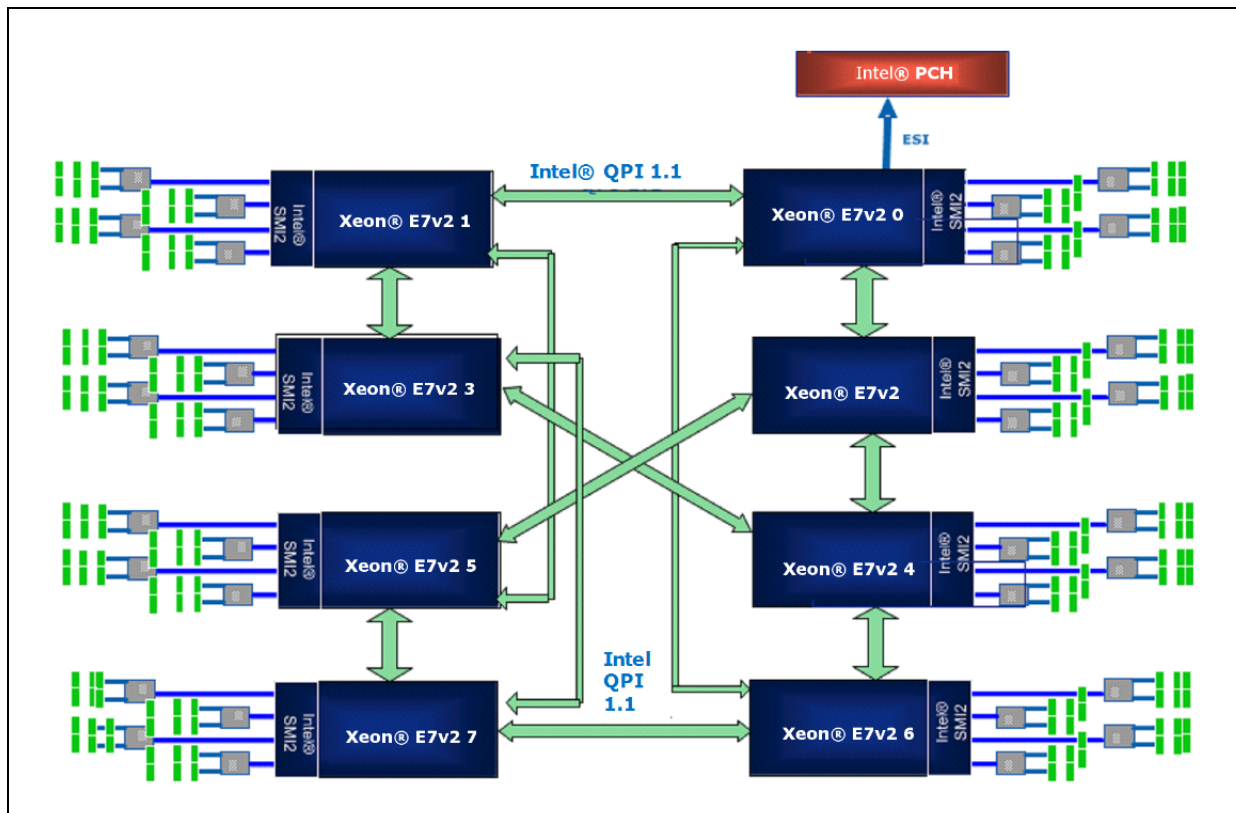 Intel® PCH
ESI
Intel® QPI 1.1
Xeon® E7v2 1
Intel®
SMI2
Xeon® E7v2 0
Intel®
SMI2
Xeon® E7v2 3
Intel®
SMI2
Xeon® E7v2
Intel®
SMI2
Xeon® E7v2 5
Intel®
SMI2
Xeon® E7v2 4
Intel®
SMI2
Intel
QPI
1.1
Xeon® E7v2 7
Intel®
SMI2
Xeon® E7v2 6
Intel®
SMI2